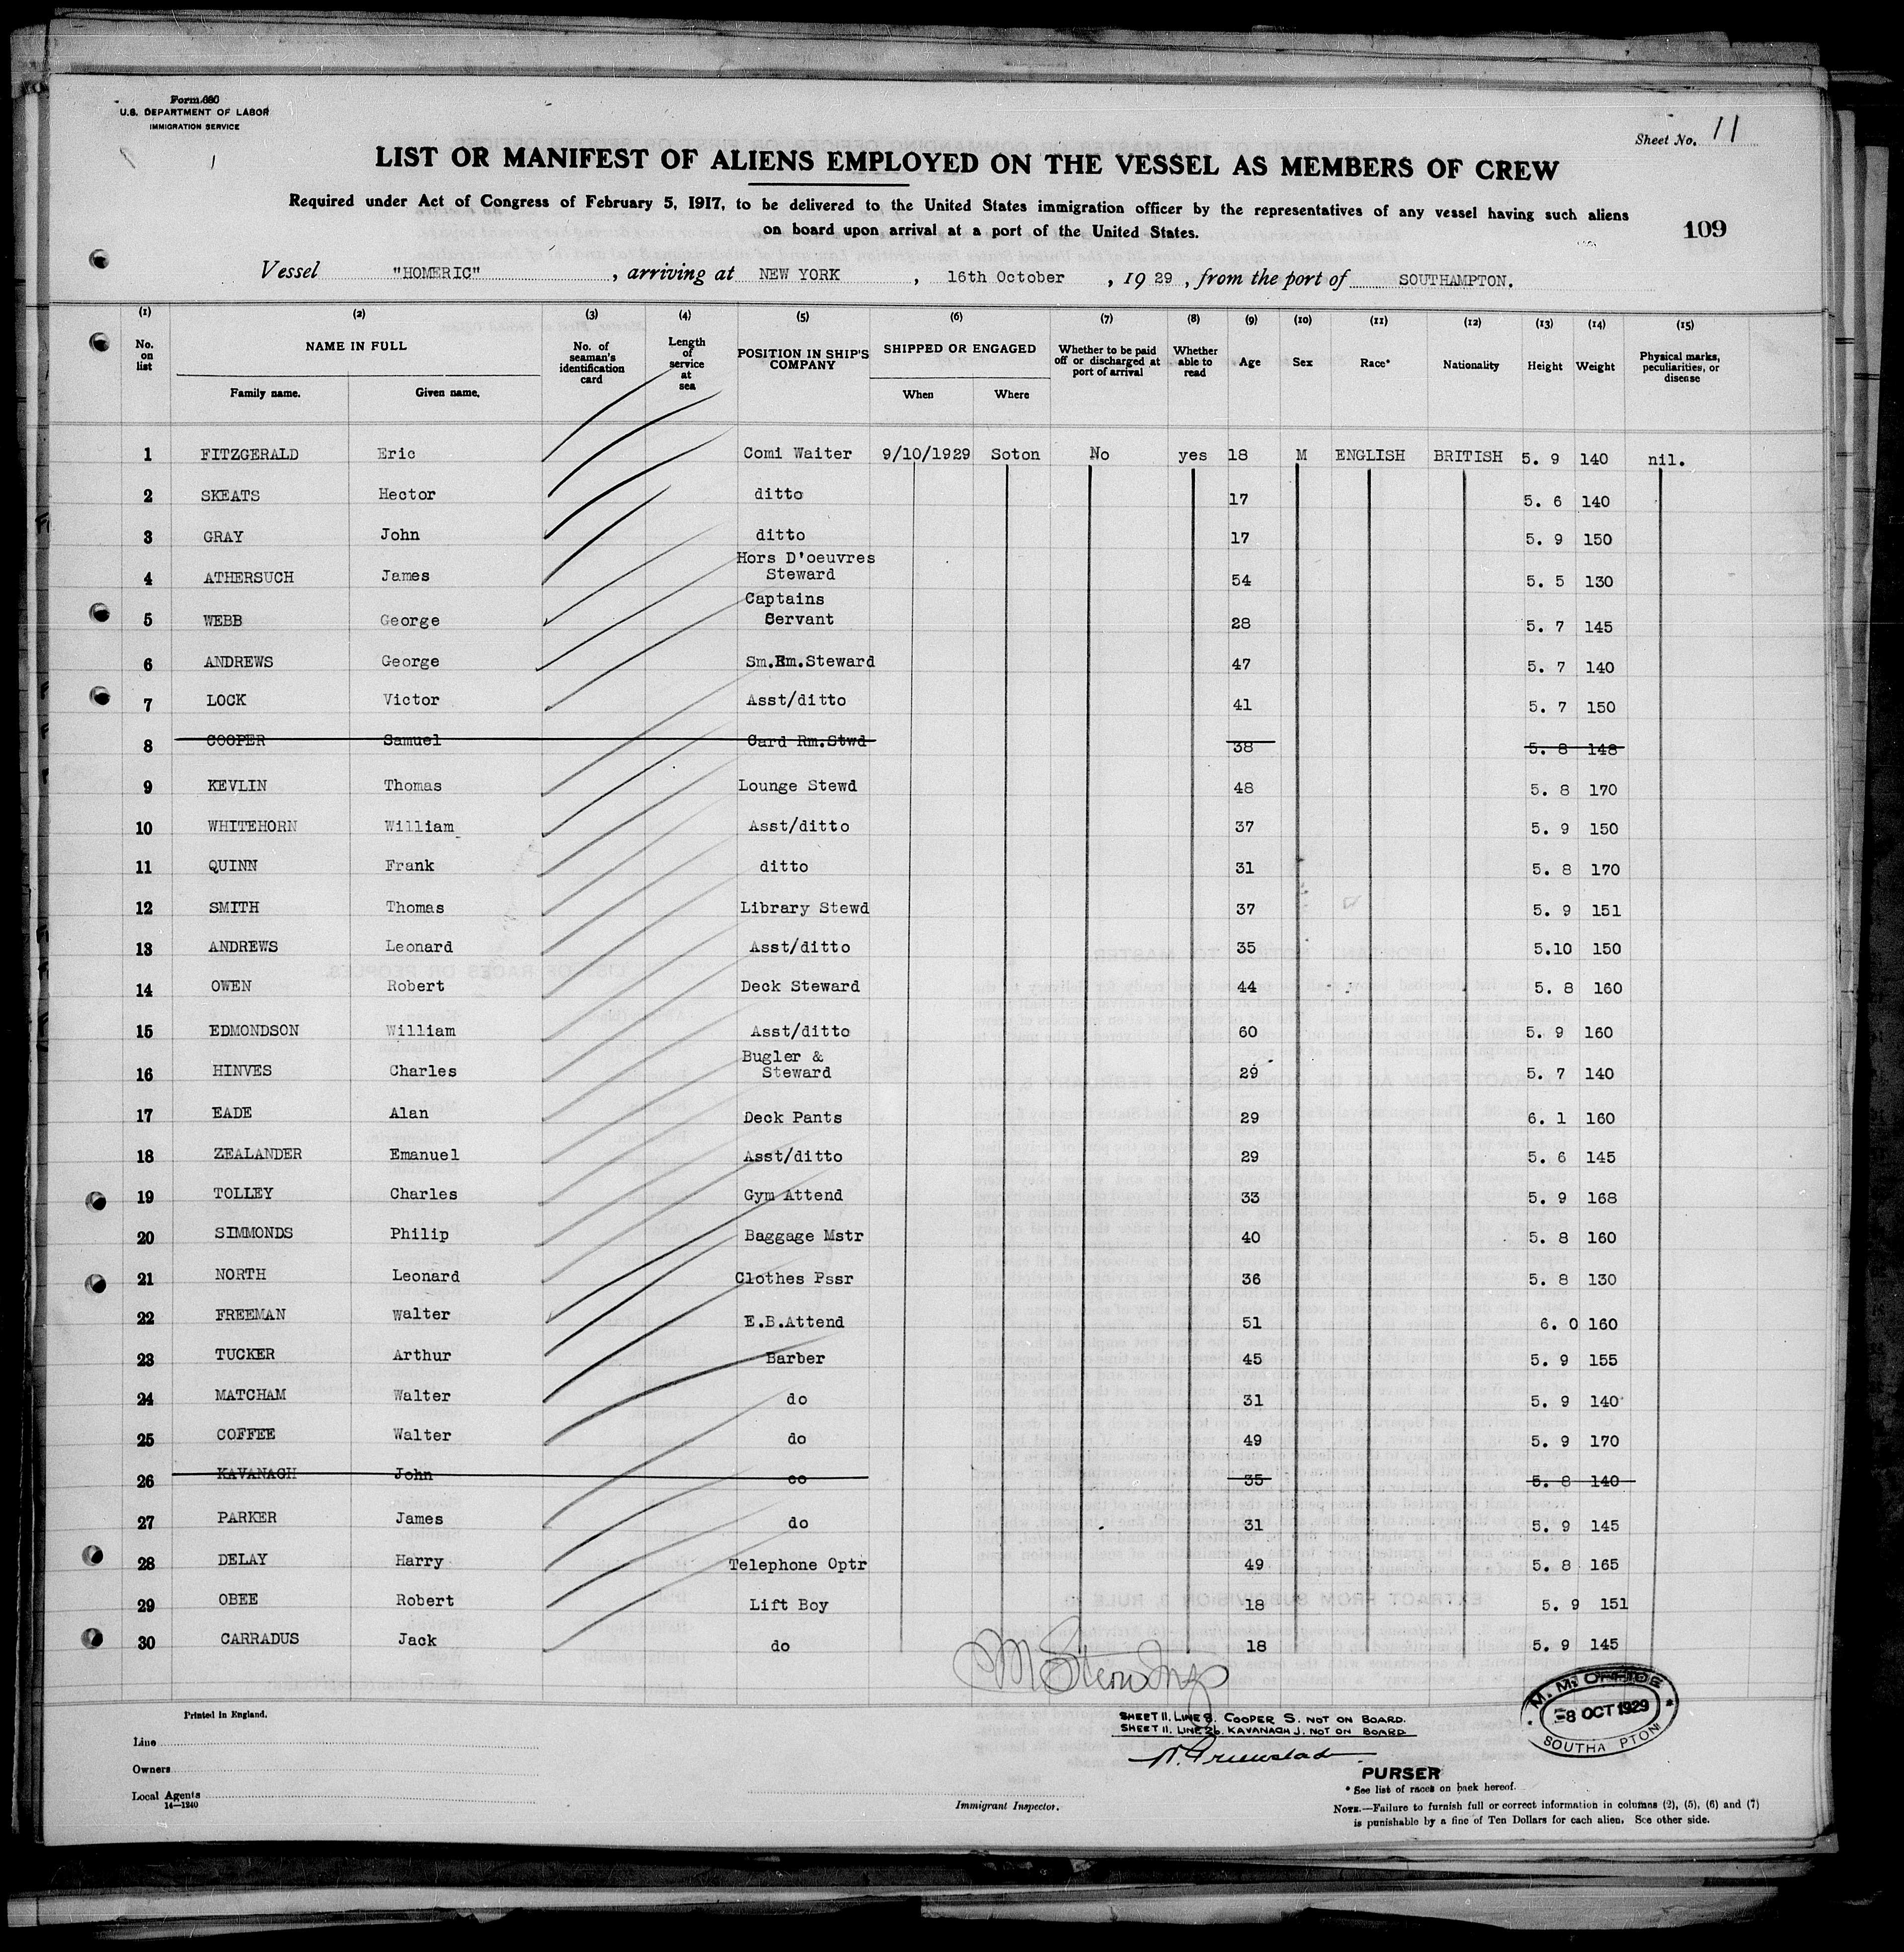 Form 680
U.S. DEPARTMENT OF LABOR
IMMIGRATION SERVICE
Sheet No. 11
LIST OR MANIFEST OF ALIENS EMPLOYED ON THE VESSEL AS MEMBERS OF CREW
Required under Act of Congress of February 5, 1917, to be delivered to the United States immigration officer by the representatives of any vessel having such aliens
on board upon arrival at a port of the United States.
109
Vessel "HOMERIC", arriving at NEW YORK, 16th October, 1929, from the port of SOUTHAMPTON.
(1) (2) (3) (4) (5) (6) (7) (8) (9) (10) (11) (12) (13) (14) (15)
No. on list NAME IN FULL Family name. Given name. No. of seaman's identification card Length of service at sea POSITION IN SHIP'S COMPANY SHIPPED OR ENGAGED When Where Whether to be paid off or discharged at port of arrival Whether able to read Age Sex Race* Nationality Height Weight Physical marks, peculiarities, or disease
1 FITZGERALD Eric Comi Waiter 9/10/1929 Soton No yes 18 M ENGLISH BRITISH 5. 9 140 nil.
2 SKEATS Hector ditto 17 5. 6 140
3 GRAY John ditto 17 5. 9 150
4 ATHERSUCH James Hors D'oeuvres Steward 54 5. 5 130
5 WEBB George Captains Servant 28 5. 7 145
6 ANDREWS George Sm.Rm.Steward 47 5. 7 140
7 LOCK Victor Asst/ditto 41 5. 7 150
8 COOPER Samuel Card Rm.Stwd 38 5. 8 148
9 KEVLIN Thomas Lounge Stewd 48 5. 8 170
10 WHITEHORN William Asst/ditto 37 5. 9 150
11 QUINN Frank ditto 31 5. 8 170
12 SMITH Thomas Library Stewd 37 5. 9 151
13 ANDREWS Leonard Asst/ditto 35 5.10 150
14 OWEN Robert Deck Steward 44 5. 8 160
15 EDMONDSON William Asst/ditto 60 5. 9 160
16 HINVES Charles Bugler & Steward 29 5. 7 140
17 EADE Alan Deck Pants 29 6. 1 160
18 ZEALANDER Emanuel Asst/ditto 29 5. 6 145
19 TOLLEY Charles Gym Attend 33 5. 9 168
20 SIMMONDS Philip Baggage Mstr 40 5. 8 160
21 NORTH Leonard Clothes Pssr 36 5. 8 130
22 FREEMAN Walter E.B.Attend 51 6. 0 160
23 TUCKER Arthur Barber 45 5. 9 155
24 MATCHAM Walter do 31 5. 9 140
25 COFFEE Walter do 49 5. 9 170
26 KAVANAGH John do 35 5. 8 140
27 PARKER James do 31 5. 9 145
28 DELAY Harry Telephone Optr 49 5. 8 165
29 OBEE Robert Lift Boy 18 5. 9 151
30 CARRADUS Jack do 18 5. 9 145
Printed in England.
SHEET 11. LINE 8. COOPER S. NOT ON BOARD.
SHEET 11. LINE 26. KAVANAGH J. NOT ON BOARD
M. M. OFFICE
8 OCT 1929
SOUTHA PTON
Line
Owners
Local Agents
14—1240
Immigrant Inspector.
PURSER
* See list of races on back hereof.
NOTE.—Failure to furnish full or correct information in columns (2), (5), (6) and (7)
is punishable by a fine of Ten Dollars for each alien. See other side.